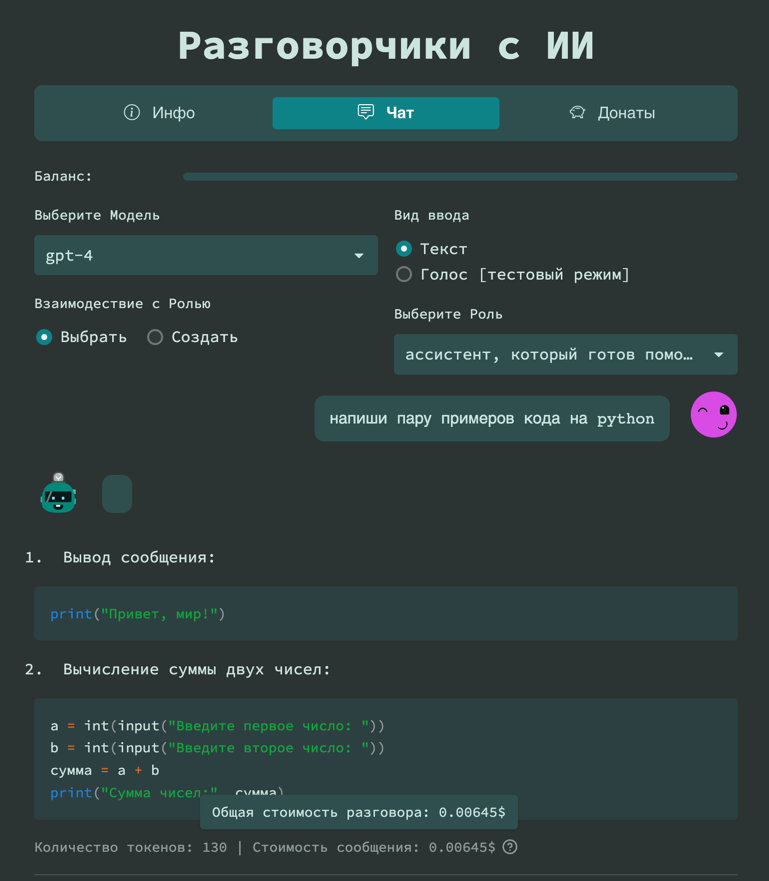 Разговорчики с ИИ
Инфо
Чат
Донаты
Баланс:
Выберите Модель
gpt-4
Взаимодествие с Ролью
Выбрать
Создать
Вид ввода
Текст
Голос [тестовый режим]
Выберите Роль
ассистент, который готов помо…
напиши пару примеров кода на python
1. Вывод сообщения:
print("Привет, мир!")
2. Вычисление суммы двух чисел:
a = int(input("Введите первое число: "))
b = int(input("Введите второе число: "))
сумма = a + b
print("Сумма чисел:", сумма)
Общая стоимость разговора: 0.00645$
Количество токенов: 130 | Стоимость сообщения: 0.00645$